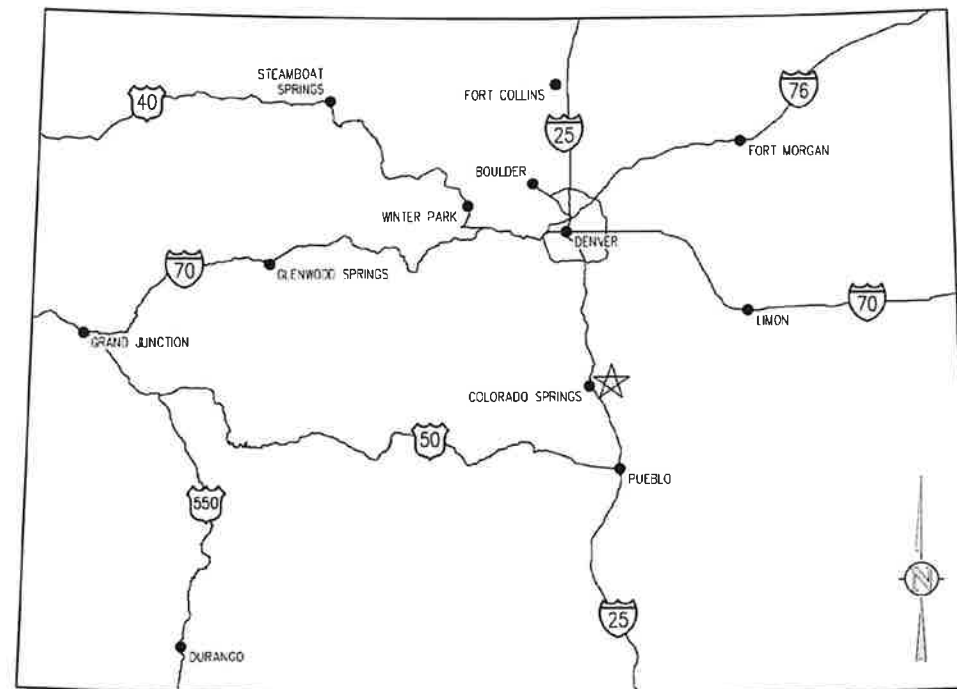 STEAMBOAT
SPRINGS
40
FORT COLLINS
76
25
FORT MORGAN
BOULDER
WINTER PARK
DENVER
70
GLENWOOD SPRINGS
70
LIMON
GRAND JUNCTION
COLORADO SPRINGS
50
PUEBLO
550
N
25
DURANGO